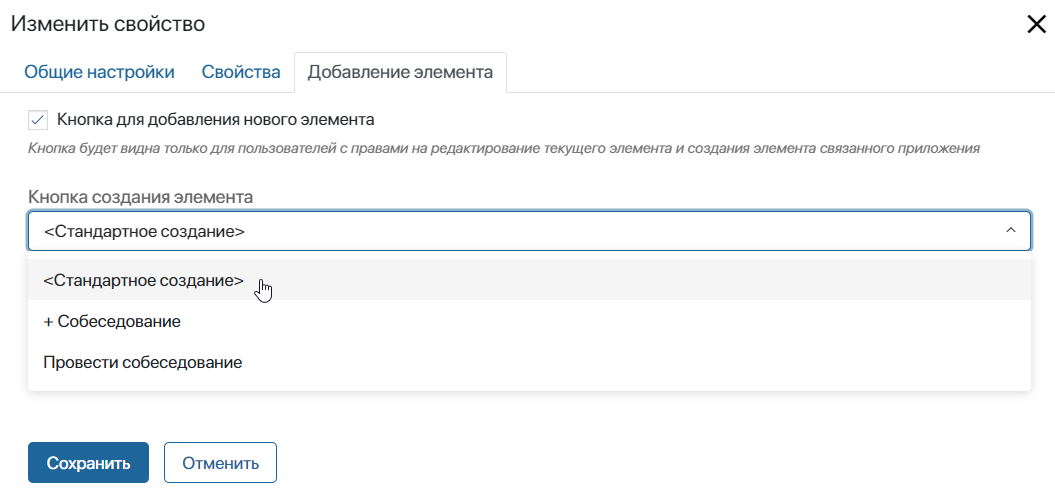 Изменить свойство
Общие настройки Свойства Добавление элемента
Кнопка для добавления нового элемента
Кнопка будет видна только для пользователей с правами на редактирование текущего элемента и создания элемента связанного приложения
Кнопка создания элемента
<Стандартное создание>
<Стандартное создание>
+ Собеседование
Провести собеседование
Сохранить Отменить